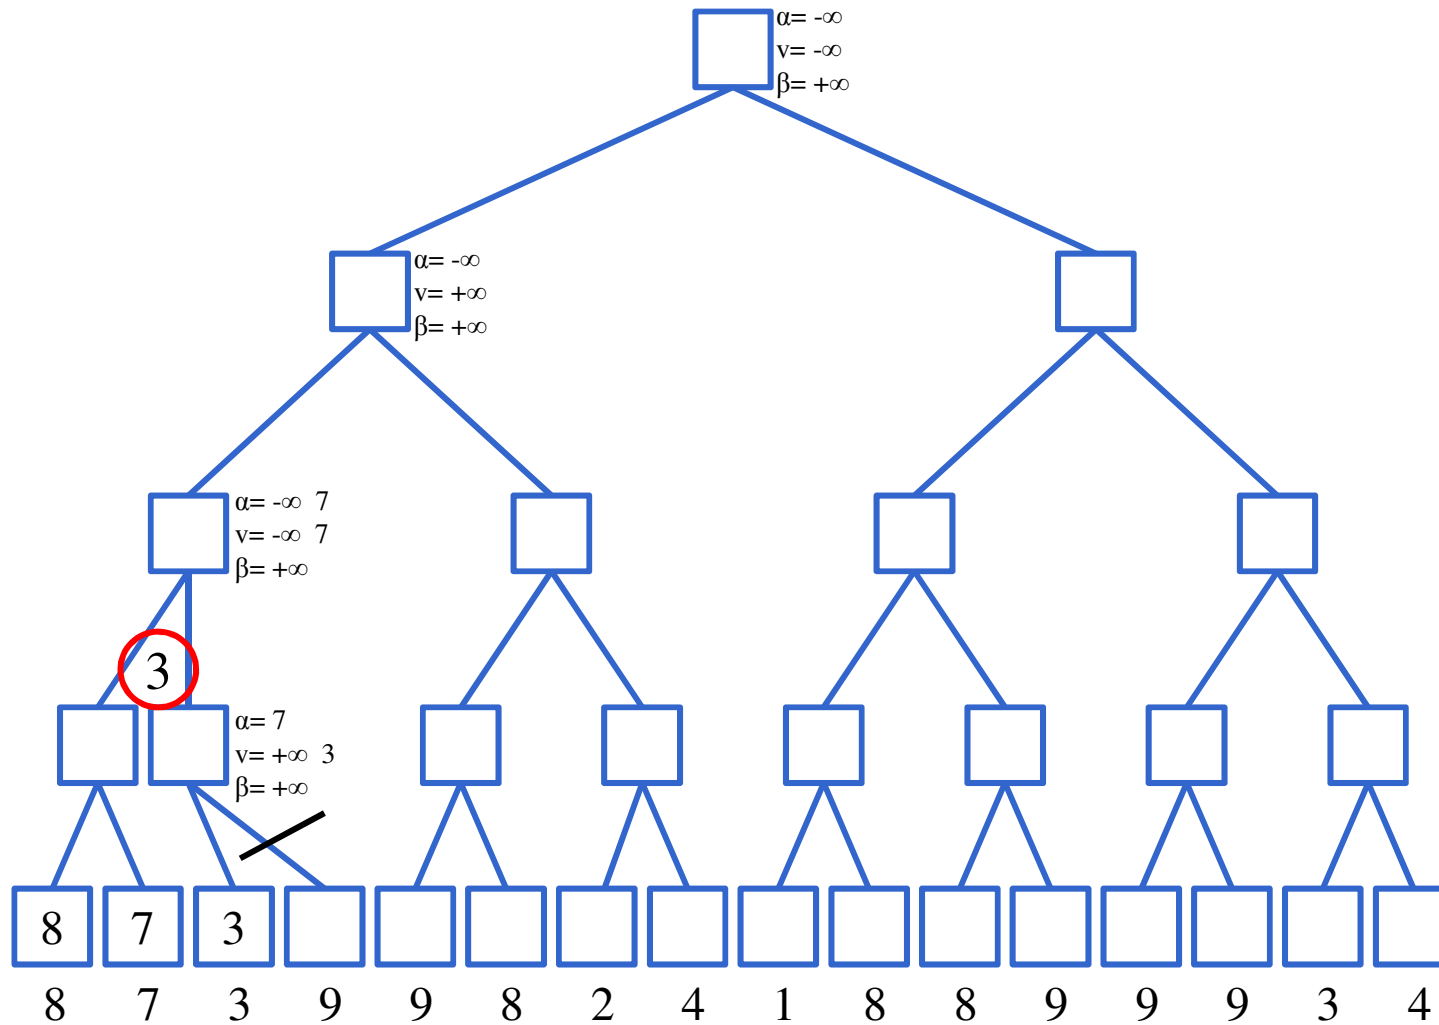 α= -∞
v= -∞
β= +∞
α= -∞
v= +∞
β= +∞
α= -∞ 7
v= -∞ 7
β= +∞
3
α= 7
v= +∞ 3
β= +∞
8 7 3
8 7 3 9 9 8 2 4 1 8 8 9 9 9 3 4